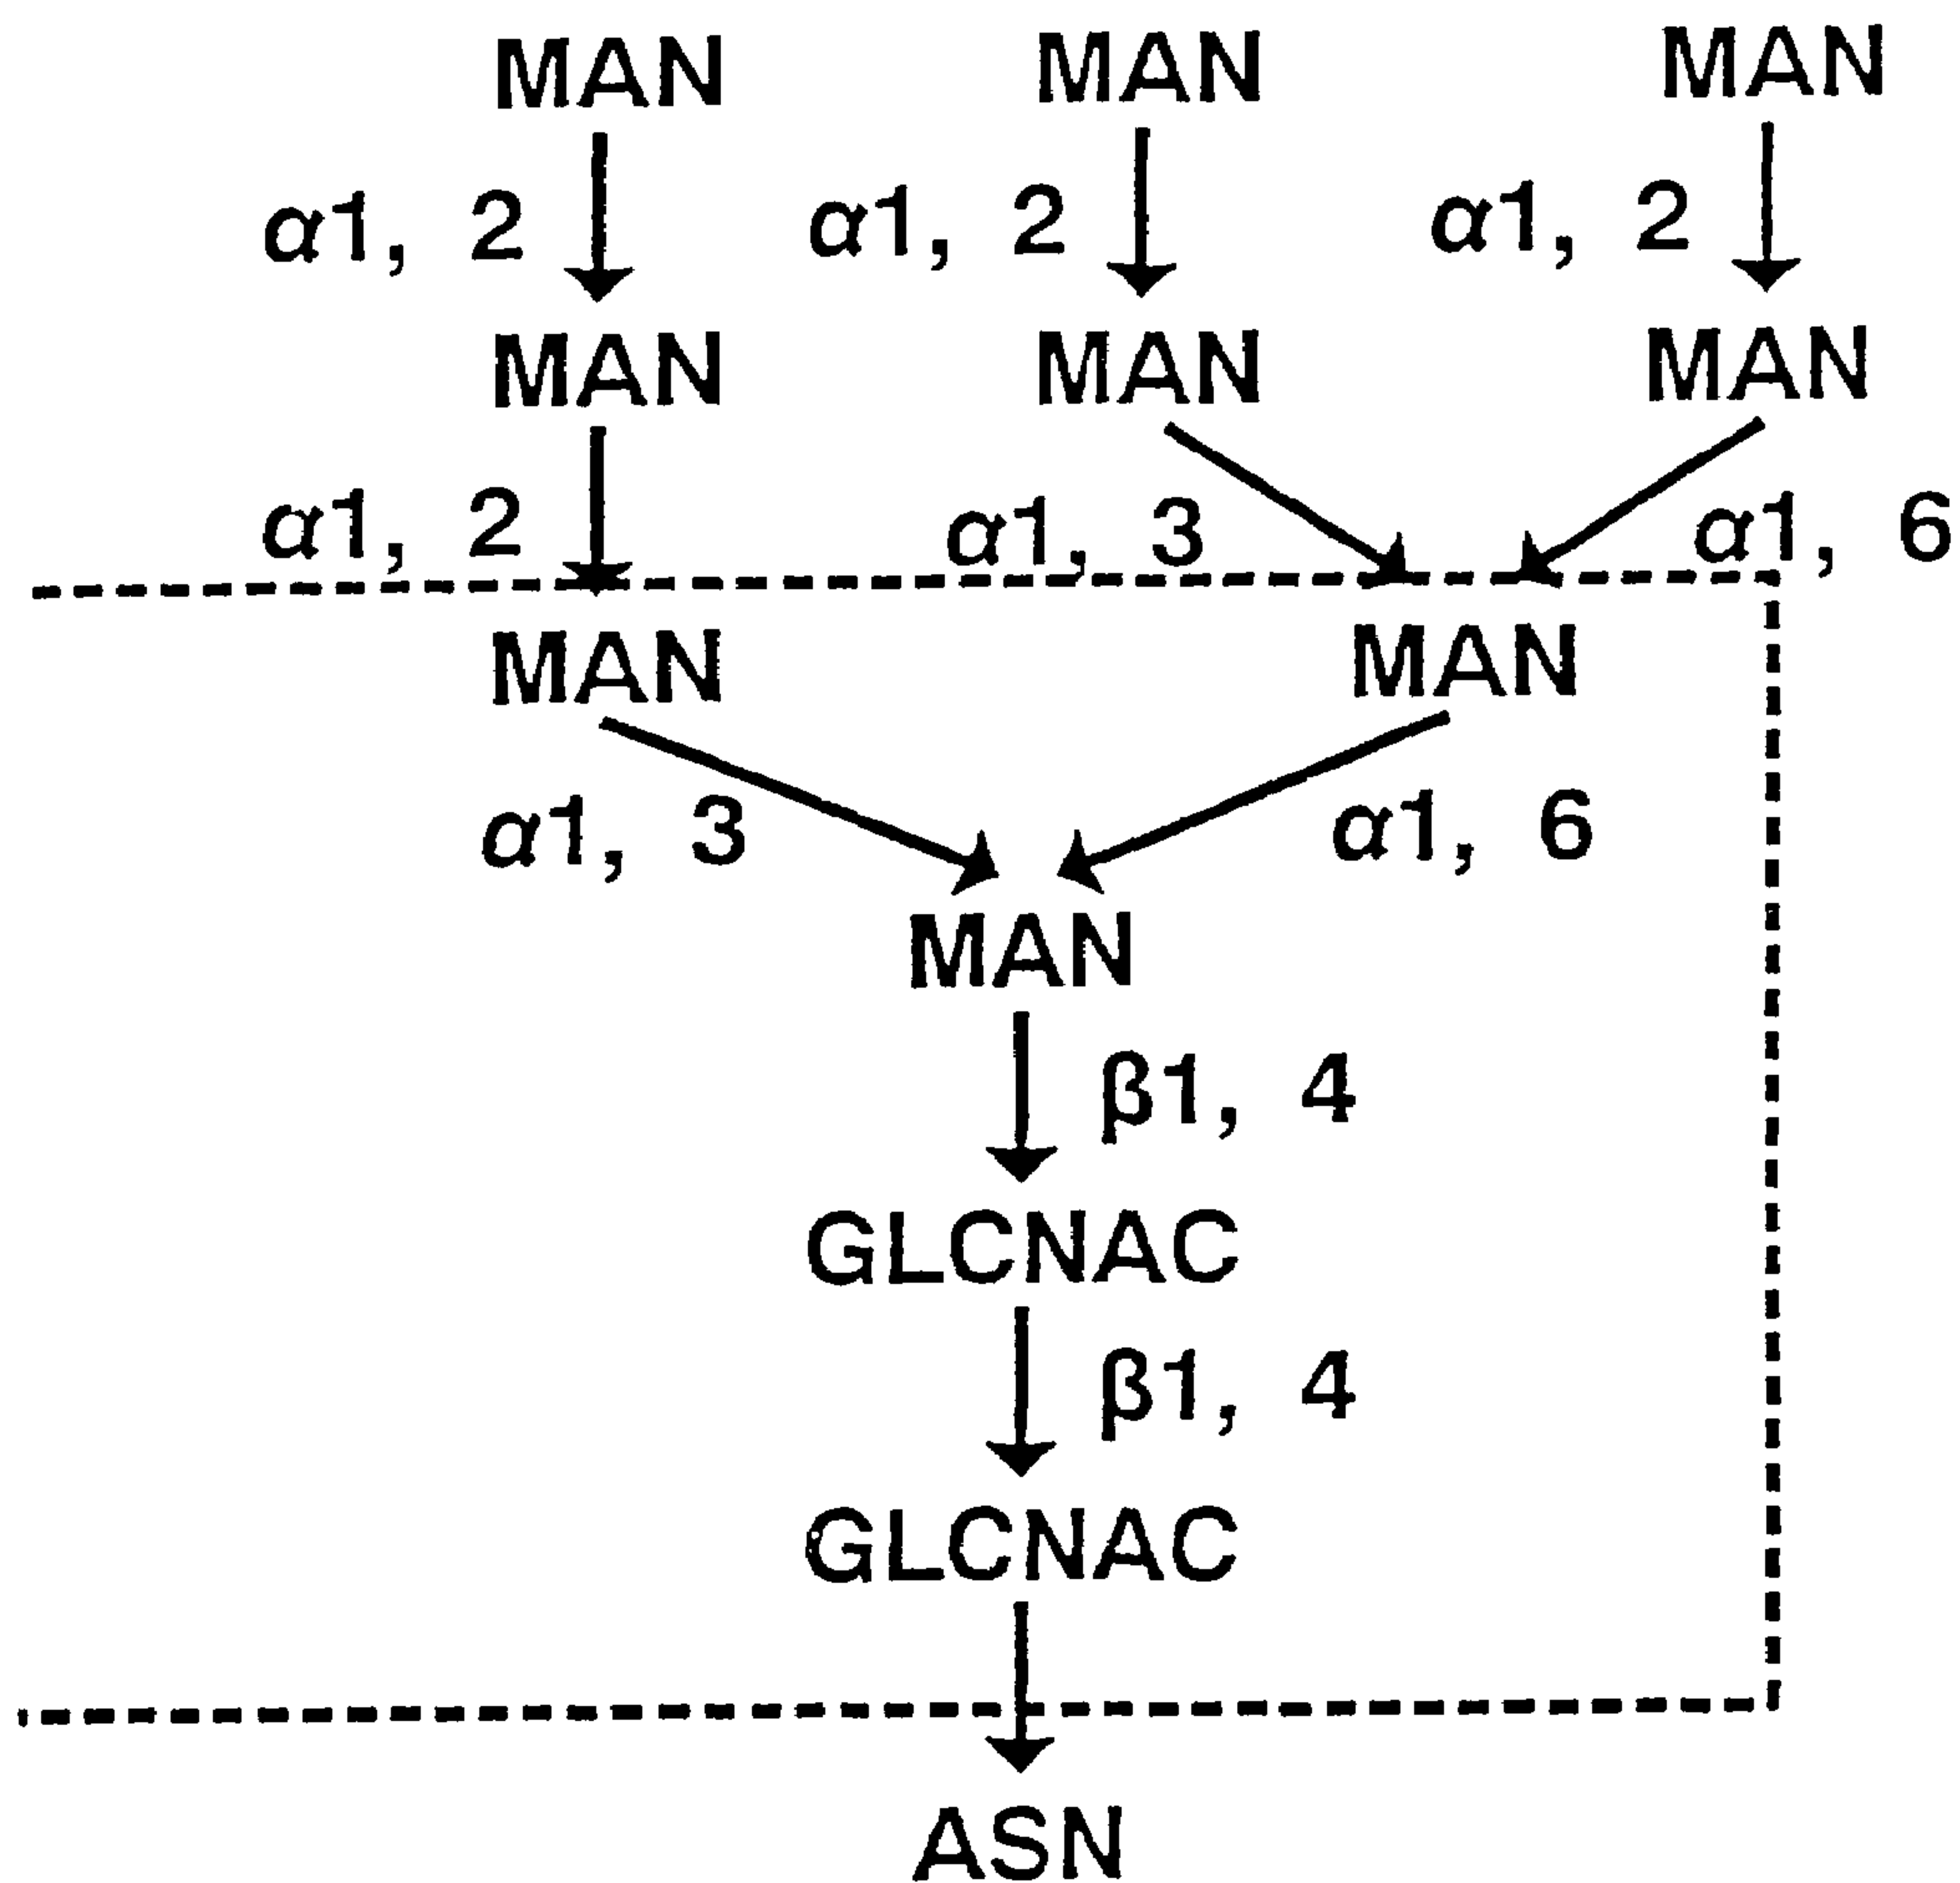 MAN MAN MAN
α1, 2 α1, 2 α1, 2
MAN MAN MAN
α1, 2 α1, 3 α1, 6
MAN MAN
α1, 3 α1, 6
MAN
β1, 4
GLCNAC
β1, 4
GLCNAC
ASN